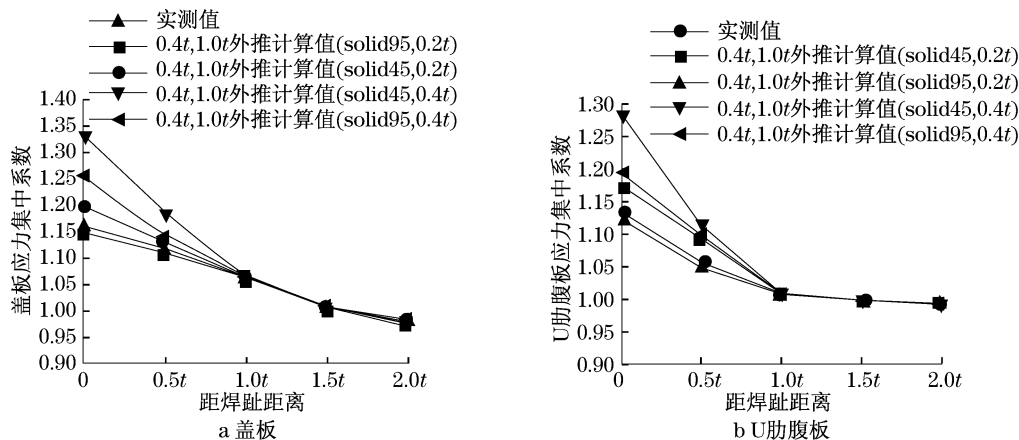 实测值
0.4t,1.0t外推计算值(solid95,0.2t)
0.4t,1.0t外推计算值(solid45,0.2t)
0.4t,1.0t外推计算值(solid45,0.4t)
0.4t,1.0t外推计算值(solid95,0.4t)
盖板应力集中系数
1.40
1.35
1.30
1.25
1.20
1.15
1.10
1.05
1.00
0.95
0.90
0 0.5t 1.0t 1.5t 2.0t
距焊趾距离
a 盖板
实测值
0.4t,1.0t外推计算值(solid45,0.2t)
0.4t,1.0t外推计算值(solid95,0.2t)
0.4t,1.0t外推计算值(solid45,0.4t)
0.4t,1.0t外推计算值(solid95,0.4t)
U肋腹板应力集中系数
1.30
1.25
1.20
1.15
1.10
1.05
1.00
0.95
0.90
0 0.5t 1.0t 1.5t 2.0t
距焊趾距离
b U肋腹板